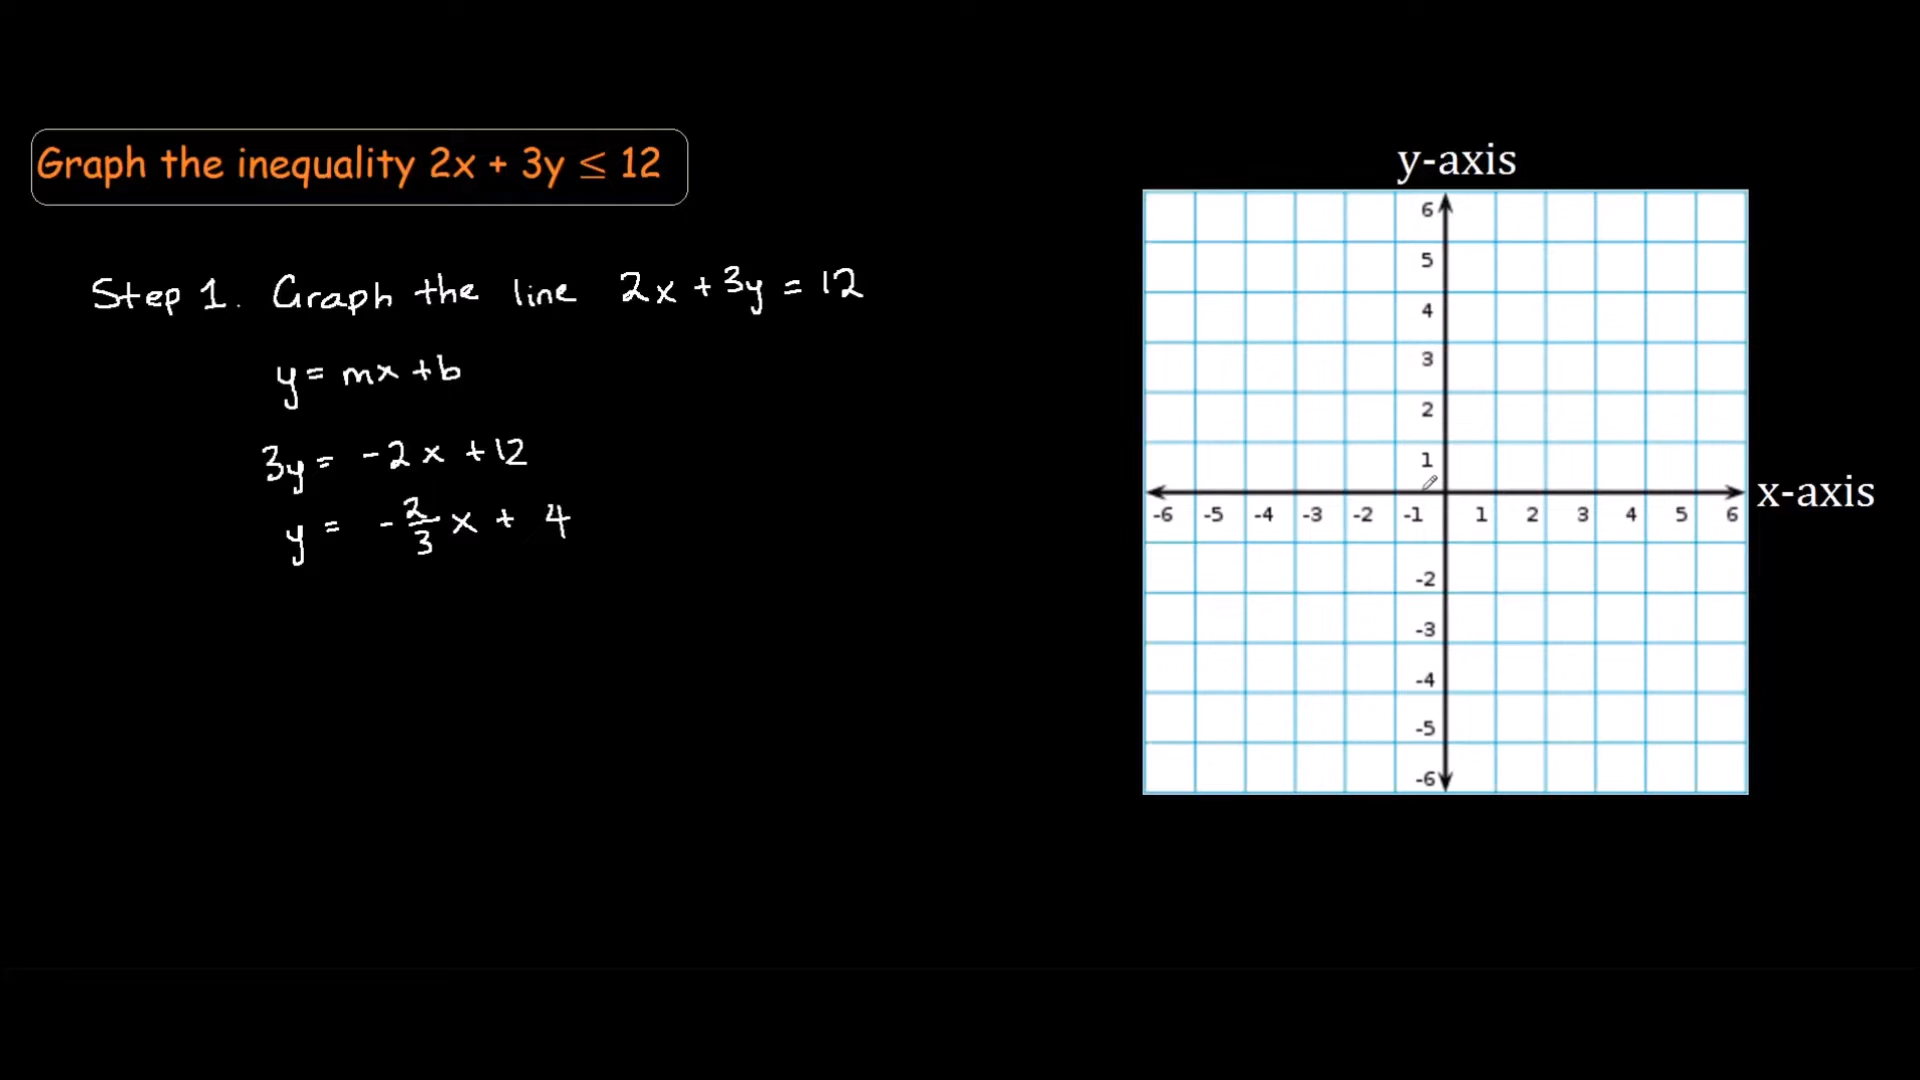 Graph the inequality 2x + 3y ≤ 12
Step 1. Graph the line 2x + 3y = 12
y = mx + b
3y = -2x + 12
y = -2/3 x + 4
y-axis
6
5
4
3
2
1
x-axis
-6 -5 -4 -3 -2 -1 1 2 3 4 5 6
-2
-3
-4
-5
-6